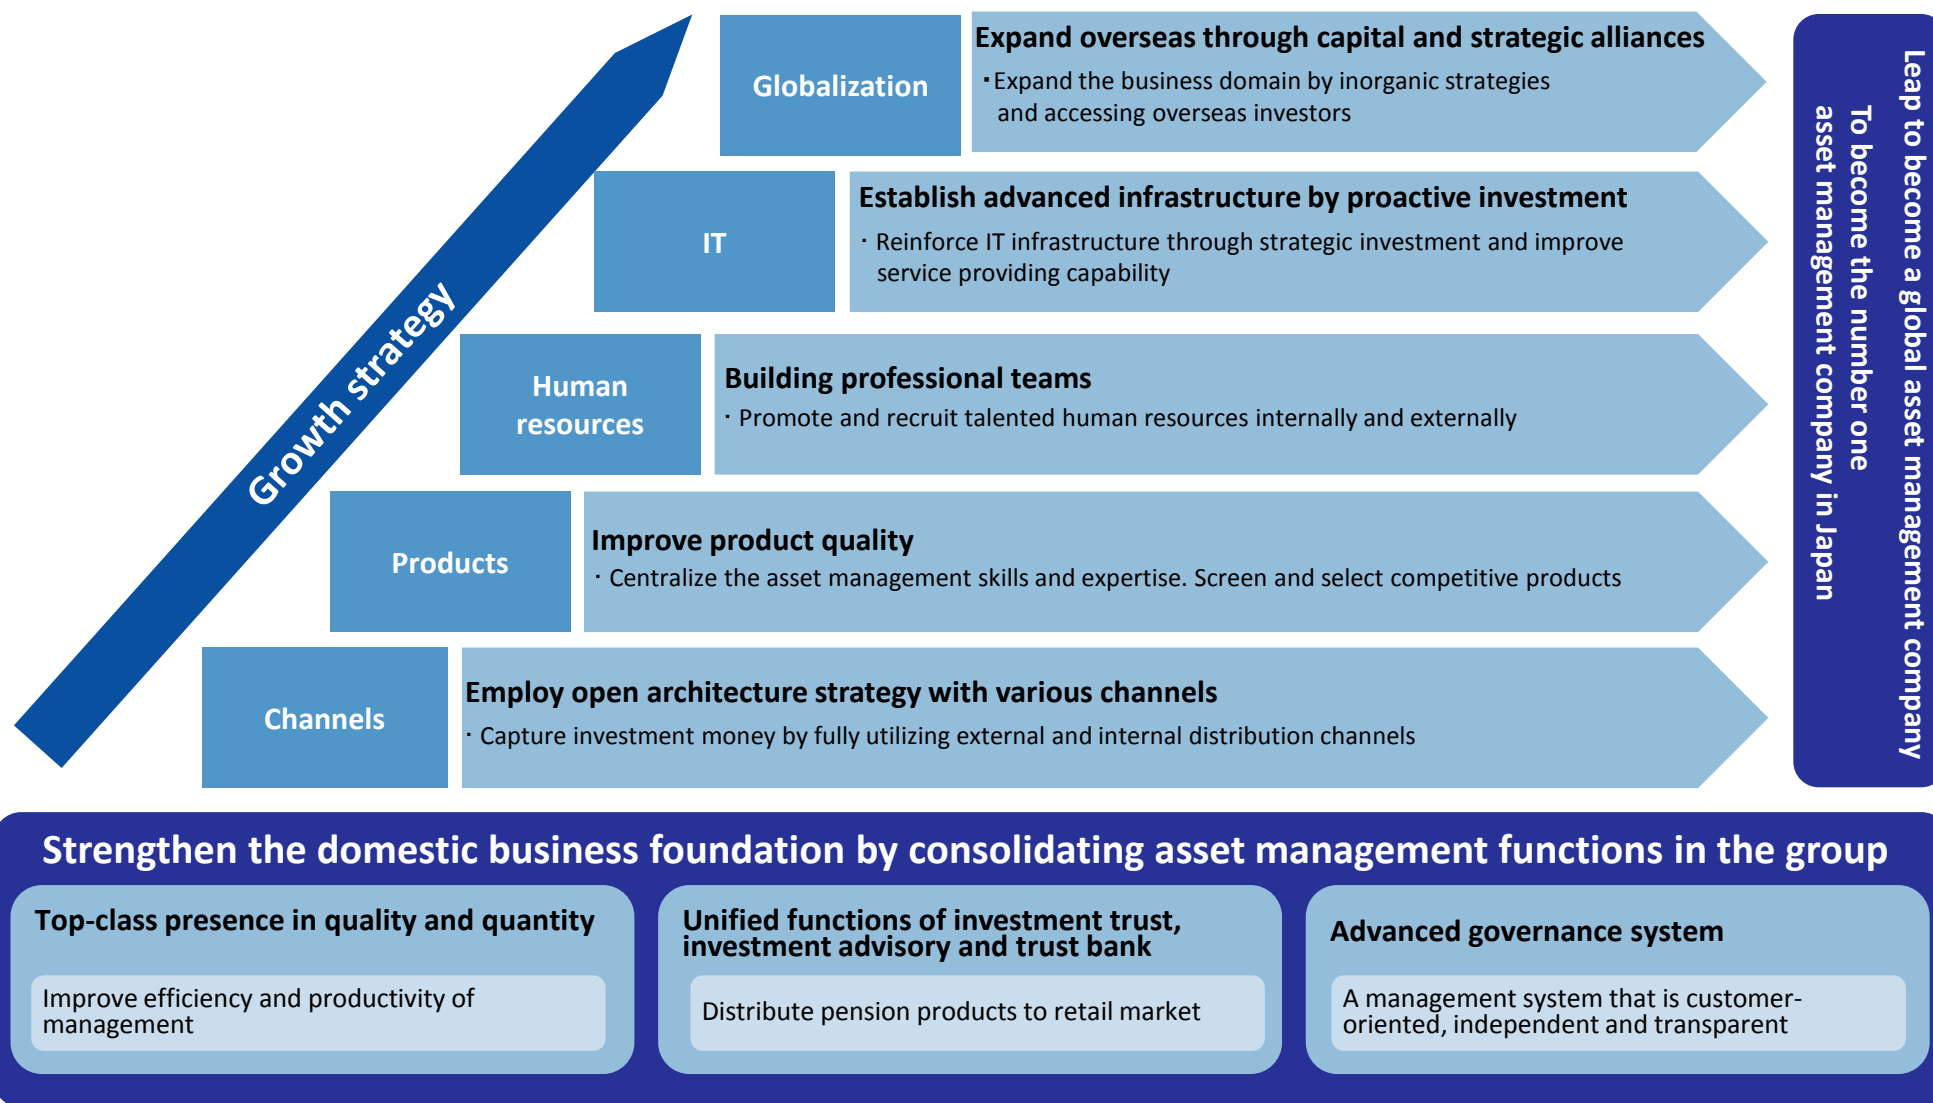 Growth strategy
Globalization
Expand overseas through capital and strategic alliances
・Expand the business domain by inorganic strategies
and accessing overseas investors
IT
Establish advanced infrastructure by proactive investment
・Reinforce IT infrastructure through strategic investment and improve
service providing capability
Human
resources
Building professional teams
・Promote and recruit talented human resources internally and externally
Products
Improve product quality
・Centralize the asset management skills and expertise. Screen and select competitive products
Channels
Employ open architecture strategy with various channels
・Capture investment money by fully utilizing external and internal distribution channels
Leap to become a global asset management company
To become the number one
asset management company in Japan
Strengthen the domestic business foundation by consolidating asset management functions in the group
Top-class presence in quality and quantity
Improve efficiency and productivity of
management
Unified functions of investment trust,
investment advisory and trust bank
Distribute pension products to retail market
Advanced governance system
A management system that is customer-
oriented, independent and transparent